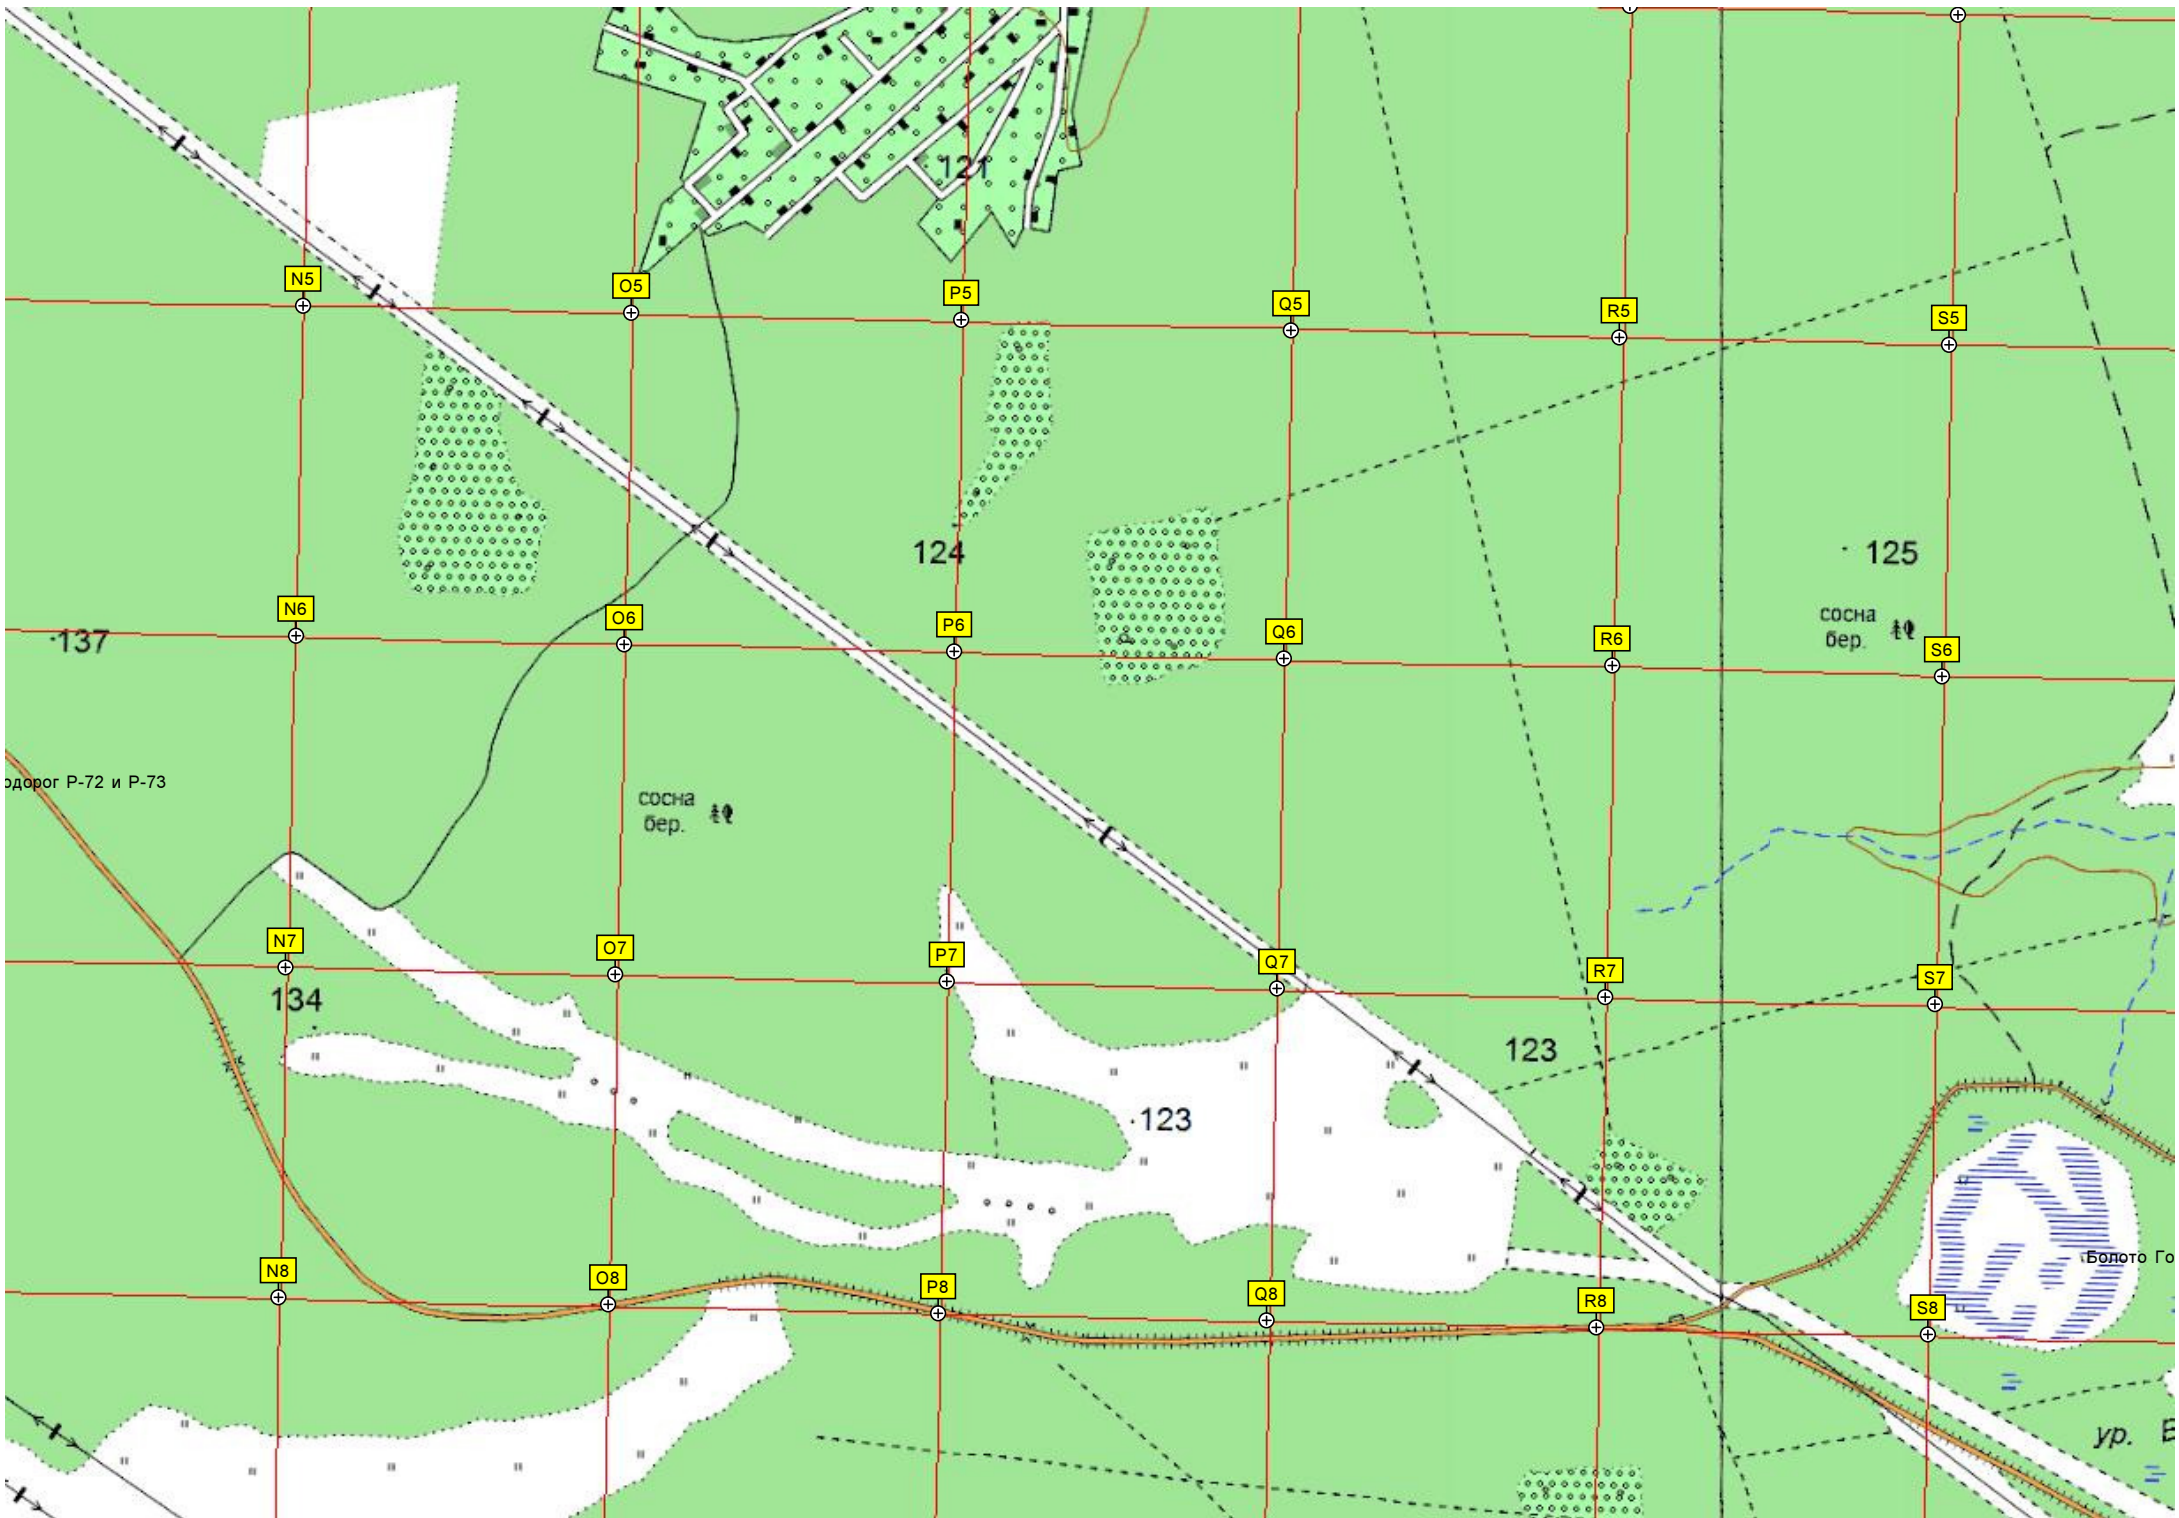 121
N5
O5
P5
Q5
R5
S5
124
125
сосна
бер.
N6
O6
P6
Q6
R6
S6
137
одорог Р-72 и Р-73
сосна
бер.
N7
O7
P7
Q7
R7
S7
134
123
123
Болото Го
N8
O8
P8
Q8
R8
S8
ур. В